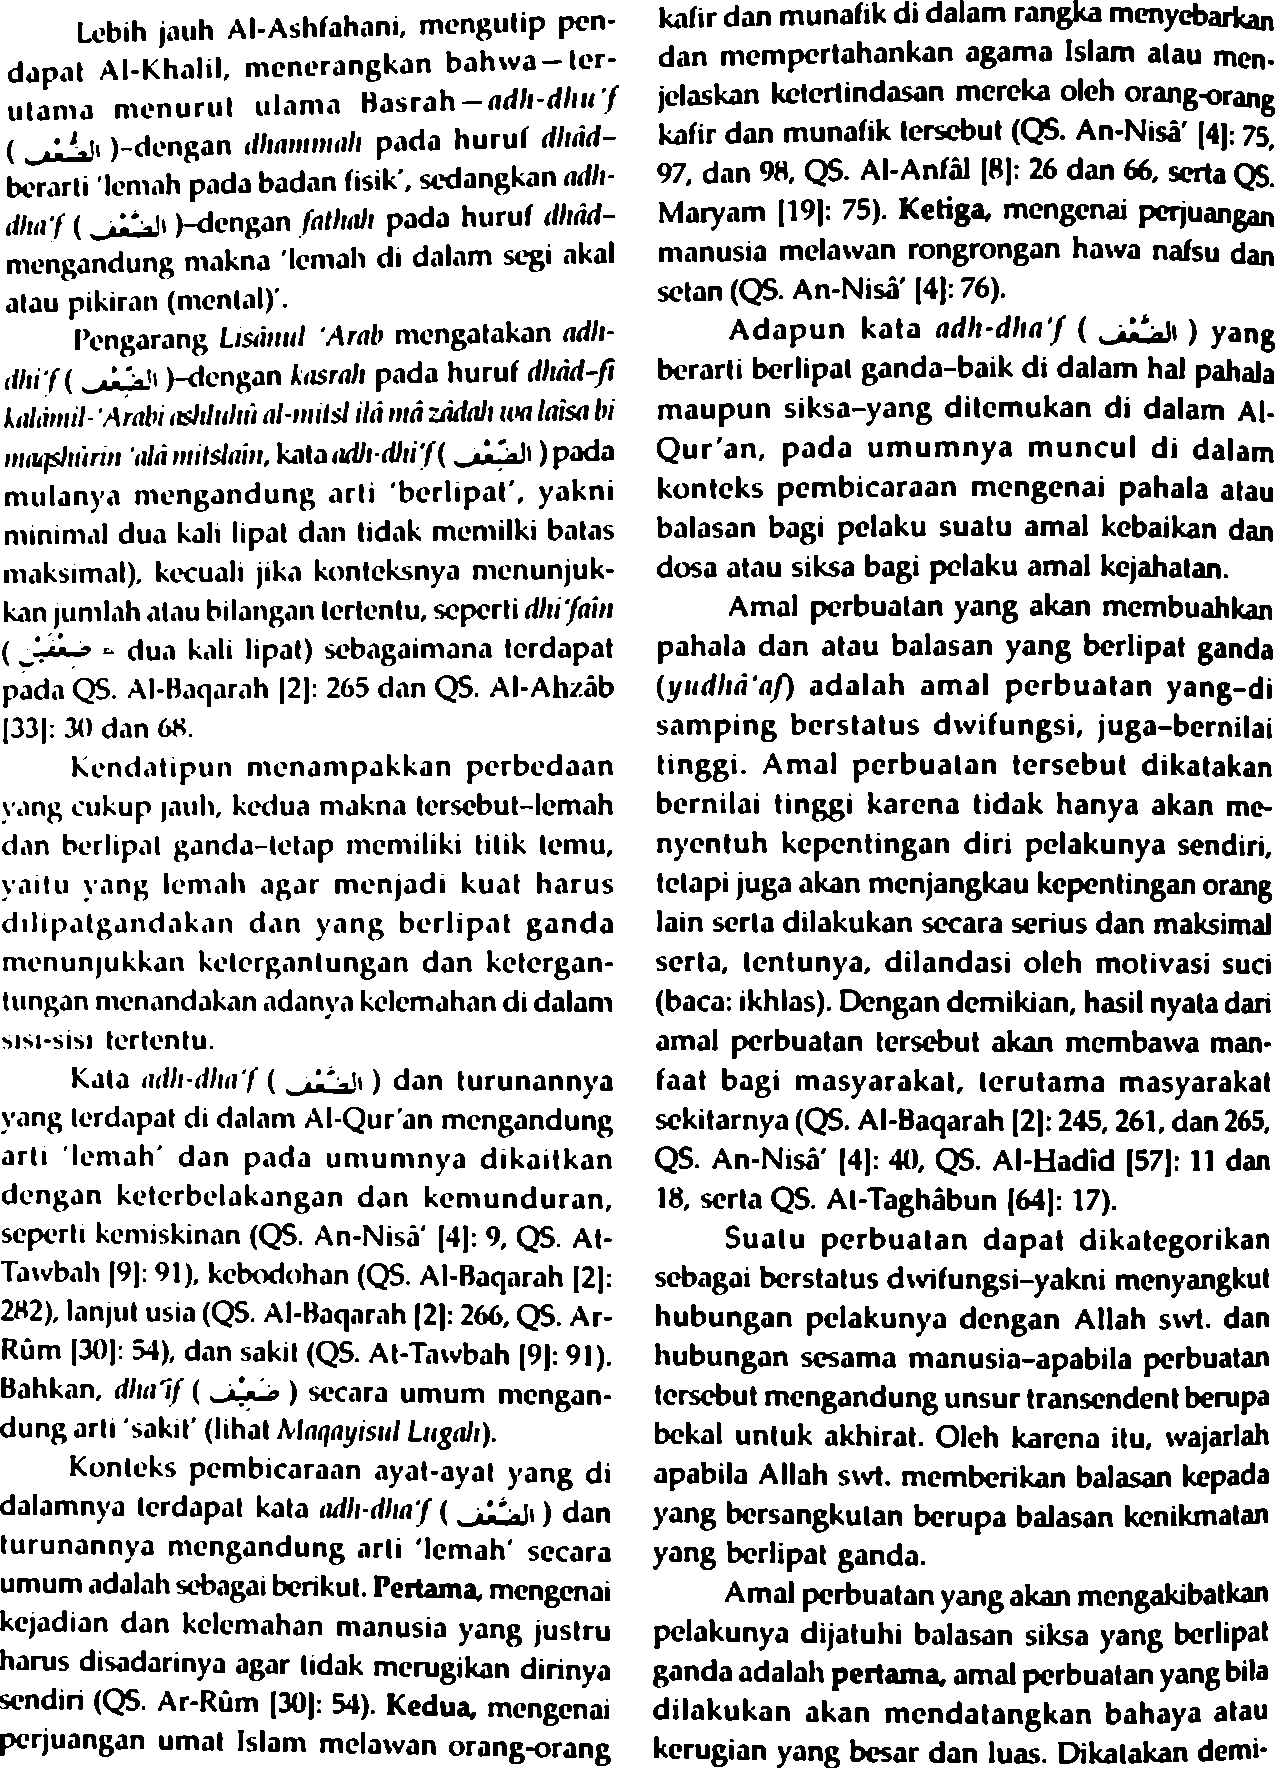 Lebih jauh Al-Ashfahani, mengutip pen-
dapat Al-Khalil, menerangkan bahwa—ter-
utama menurut ulama Basrah—adh-dhu'f
( الضُّعْف )-dengan dhammah pada huruf dhâd–
berarti 'lemah pada badan fisik', sedangkan adh-
dha'f ( الضَّعْف )–dengan fathah pada huruf dhâd–
mengandung makna 'lemah di dalam segi akal
atau pikiran (mental)'.
Pengarang Lisânul 'Arab mengatakan adh-
dhi'f ( الضِّعْف )–dengan kasrah pada huruf dhâd–fî
kalâmil-'Arabi ashluhû al-mitsl ilâ mâ zâdah wa laisa bi
maqshûrin 'alâ mitslain, kata adh-dhi'f ( الضِّعْف ) pada
mulanya mengandung arti 'berlipat', yakni
minimal dua kali lipat dan tidak memilki batas
maksimal), kecuali jika konteksnya menunjuk-
kan jumlah atau bilangan tertentu, seperti dhi'fain
( ضِعْفَيْنِ = dua kali lipat) sebagaimana terdapat
pada QS. Al-Baqarah [2]: 265 dan QS. Al-Ahzâb
[33]: 30 dan 68.
Kendatipun menampakkan perbedaan
yang cukup jauh, kedua makna tersebut–lemah
dan berlipat ganda–tetap memiliki titik temu,
yaitu yang lemah agar menjadi kuat harus
dilipatgandakan dan yang berlipat ganda
menunjukkan ketergantungan dan ketergan-
tungan menandakan adanya kelemahan di dalam
sisi-sisi tertentu.
Kata adh-dha'f ( الضَّعْف ) dan turunannya
yang terdapat di dalam Al-Qur'an mengandung
arti 'lemah' dan pada umumnya dikaitkan
dengan keterbelakangan dan kemunduran,
seperti kemiskinan (QS. An-Nisâ' [4]: 9, QS. At-
Tawbah [9]: 91), kebodohan (QS. Al-Baqarah [2]:
282), lanjut usia (QS. Al-Baqarah [2]: 266, QS. Ar-
Rûm [30]: 54), dan sakit (QS. At-Tawbah [9]: 91).
Bahkan, dha'îf ( ضَعِيْف ) secara umum mengan-
dung arti 'sakit' (lihat Maqayisul Lugah).
Konteks pembicaraan ayat-ayat yang di
dalamnya terdapat kata adh-dha'f ( الضَّعْف ) dan
turunannya mengandung arti 'lemah' secara
umum adalah sebagai berikut. Pertama, mengenai
kejadian dan kelemahan manusia yang justru
harus disadarinya agar tidak merugikan dirinya
sendiri (QS. Ar-Rûm [30]: 54). Kedua, mengenai
perjuangan umat Islam melawan orang-orang
kafir dan munafik di dalam rangka menyebarkan
dan mempertahankan agama Islam atau men-
jelaskan ketertindasan mereka oleh orang-orang
kafir dan munafik tersebut (QS. An-Nisâ' [4]: 75,
97, dan 98, QS. Al-Anfâl [8]: 26 dan 66, serta QS.
Maryam [19]: 75). Ketiga, mengenai perjuangan
manusia melawan rongrongan hawa nafsu dan
setan (QS. An-Nisâ' [4]: 76).
Adapun kata adh-dha'f ( الضَّعْف ) yang
berarti berlipat ganda–baik di dalam hal pahala
maupun siksa–yang ditemukan di dalam Al-
Qur'an, pada umumnya muncul di dalam
konteks pembicaraan mengenai pahala atau
balasan bagi pelaku suatu amal kebaikan dan
dosa atau siksa bagi pelaku amal kejahatan.
Amal perbuatan yang akan membuahkan
pahala dan atau balasan yang berlipat ganda
(yudhâ'af) adalah amal perbuatan yang–di
samping berstatus dwifungsi, juga–bernilai
tinggi. Amal perbuatan tersebut dikatakan
bernilai tinggi karena tidak hanya akan me-
nyentuh kepentingan diri pelakunya sendiri,
tetapi juga akan menjangkau kepentingan orang
lain serta dilakukan secara serius dan maksimal
serta, tentunya, dilandasi oleh motivasi suci
(baca: ikhlas). Dengan demikian, hasil nyata dari
amal perbuatan tersebut akan membawa man-
faat bagi masyarakat, terutama masyarakat
sekitarnya (QS. Al-Baqarah [2]: 245, 261, dan 265,
QS. An-Nisâ' [4]: 40, QS. Al-Hadîd [57]: 11 dan
18, serta QS. At-Taghâbun [64]: 17).
Suatu perbuatan dapat dikategorikan
sebagai berstatus dwifungsi–yakni menyangkut
hubungan pelakunya dengan Allah swt. dan
hubungan sesama manusia–apabila perbuatan
tersebut mengandung unsur transendent berupa
bekal untuk akhirat. Oleh karena itu, wajarlah
apabila Allah swt. memberikan balasan kepada
yang bersangkutan berupa balasan kenikmatan
yang berlipat ganda.
Amal perbuatan yang akan mengakibatkan
pelakunya dijatuhi balasan siksa yang berlipat
ganda adalah pertama, amal perbuatan yang bila
dilakukan akan mendatangkan bahaya atau
kerugian yang besar dan luas. Dikatakan demi-